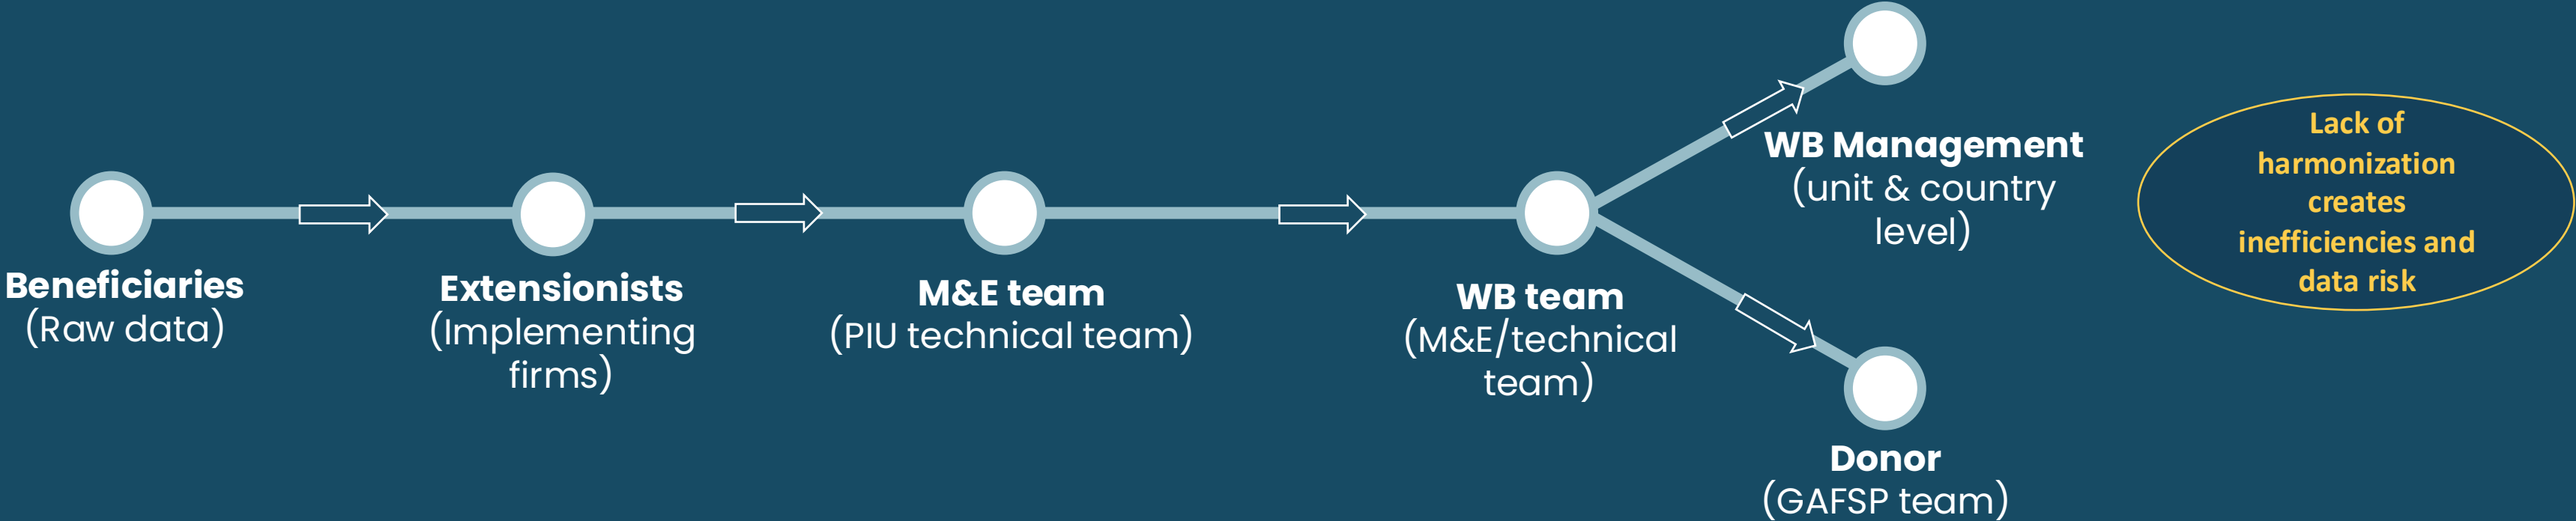 Beneficiaries
(Raw data)
Extensionists
(Implementing
firms)
M&E team
(PIU technical team)
WB team
(M&E/technical
team)
WB Management
(unit & country
level)
Donor
(GAFSP team)
Lack of
harmonization
creates
inefficiencies and
data risk